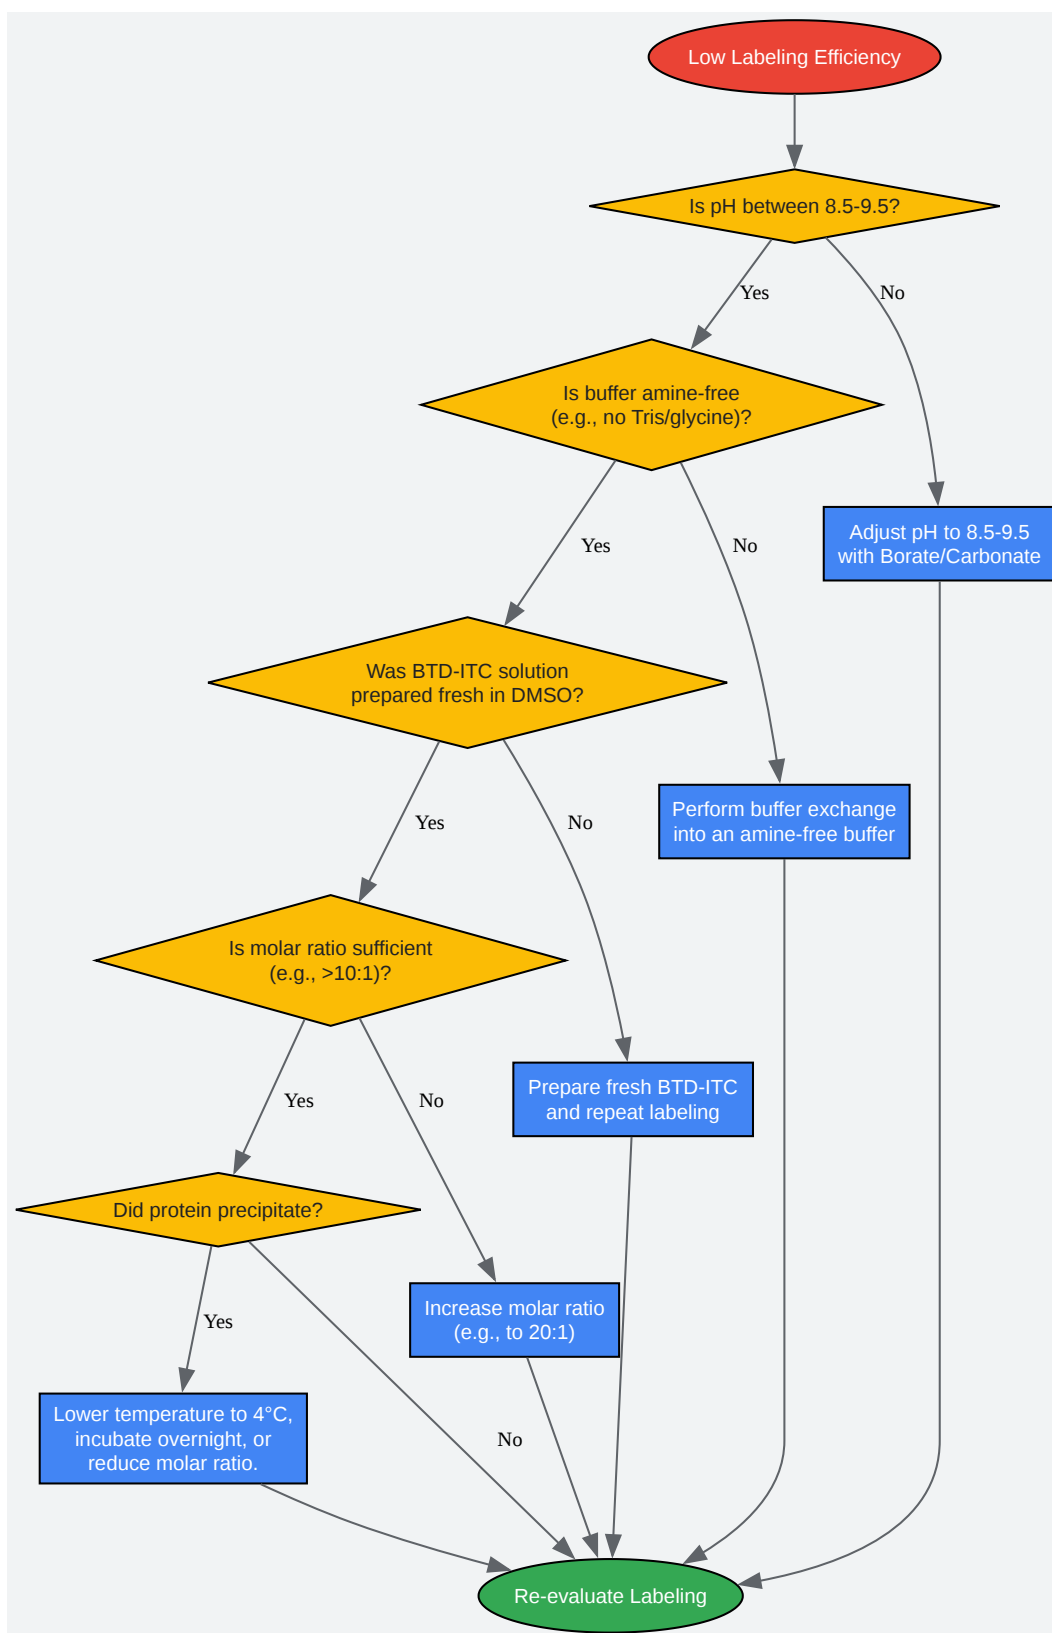 Low Labeling Efficiency
Is pH between 8.5-9.5?
Yes
No
Is buffer amine-free
(e.g., no Tris/glycine)?
Yes
No
Adjust pH to 8.5-9.5
with Borate/Carbonate
Was BTD-ITC solution
prepared fresh in DMSO?
Yes
No
Perform buffer exchange
into an amine-free buffer
Is molar ratio sufficient
(e.g., >10:1)?
Yes
No
Prepare fresh BTD-ITC
and repeat labeling
Did protein precipitate?
Yes
No
Increase molar ratio
(e.g., to 20:1)
Lower temperature to 4°C,
incubate overnight, or
reduce molar ratio.
Re-evaluate Labeling